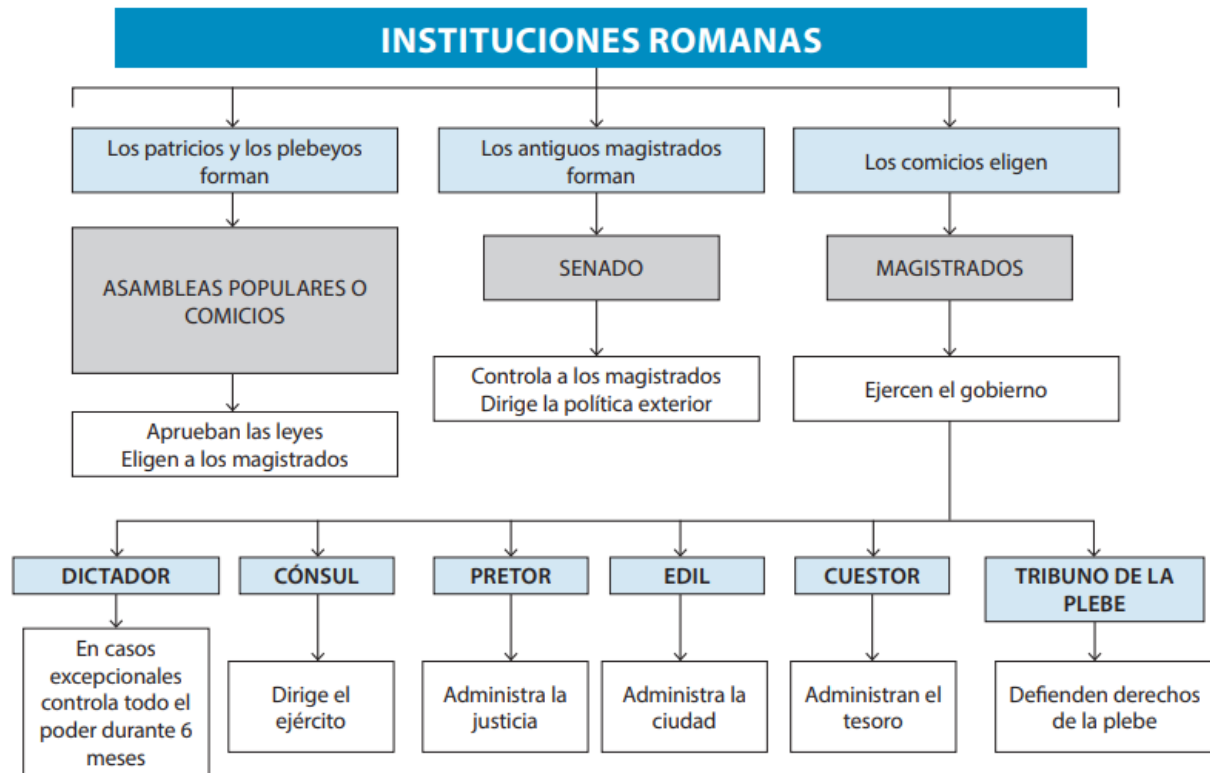 INSTITUCIONES ROMANAS
Los patricios y los plebeyos
forman
Los antiguos magistrados
forman
Los comicios eligen
ASAMBLEAS POPULARES O
COMICIOS
SENADO
MAGISTRADOS
Aprueban las leyes
Eligen a los magistrados
Controla a los magistrados
Dirige la política exterior
Ejercen el gobierno
DICTADOR
CÓNSUL
PRETOR
EDIL
CUESTOR
TRIBUNO DE LA
PLEBE
En casos
excepcionales
controla todo el
poder durante 6
meses
Dirige el
ejército
Administra la
justicia
Administra la
ciudad
Administran el
tesoro
Defienden derechos
de la plebe